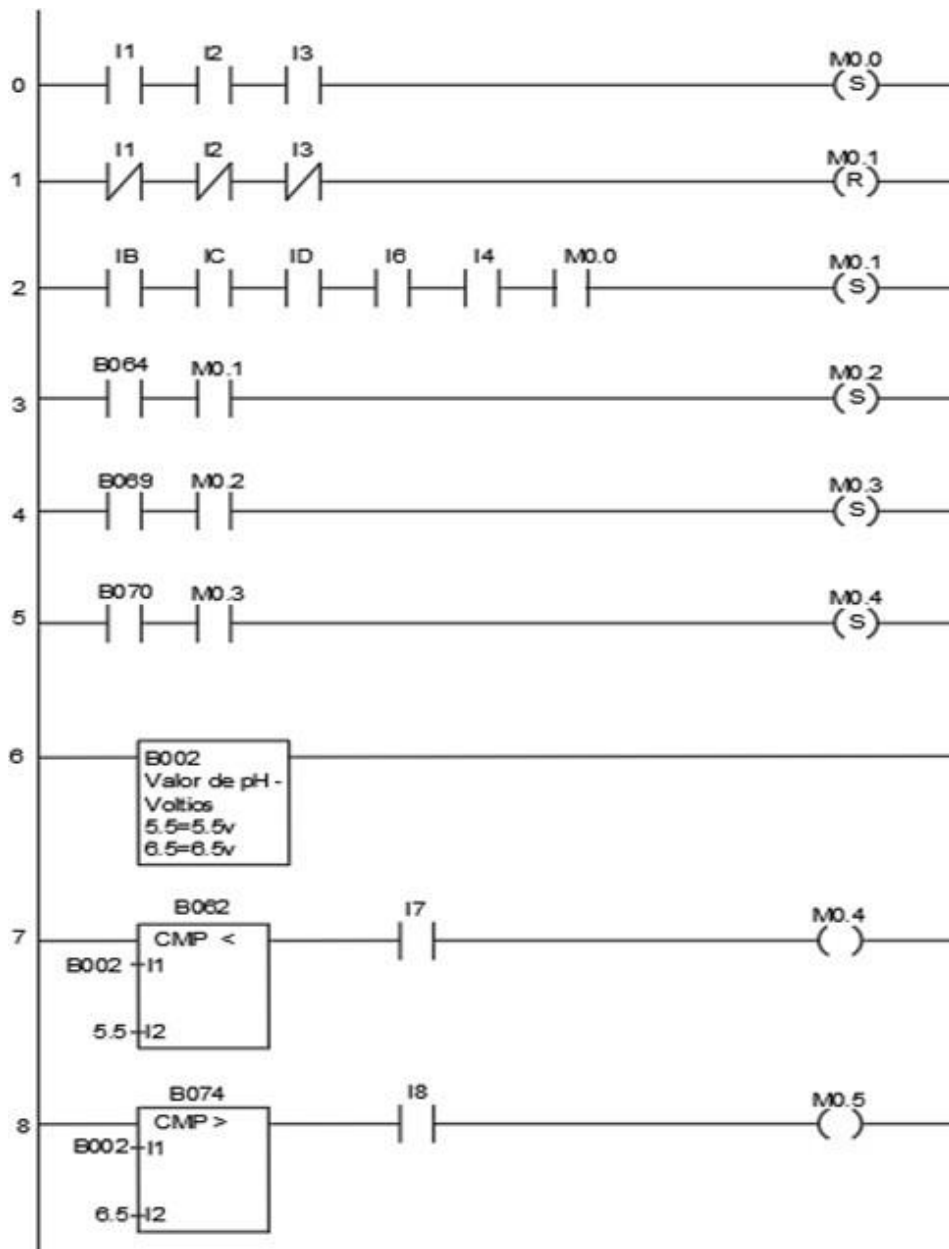 I1 I2 I3 M0.0
0 S
I1 I2 I3 M0.1
1 R
IB IC ID I6 I4 M0.0 M0.1
2 S
B064 M0.1 M0.2
3 S
B069 M0.2 M0.3
4 S
B070 M0.3 M0.4
5 S
6
B002
Valor de pH -
Voltios
5.5=5.5v
6.5=6.5v
B062 I7 M0.4
7 CMP <
B002 I1
5.5 I2
B074 I8 M0.5
8 CMP >
B002 I1
6.5 I2